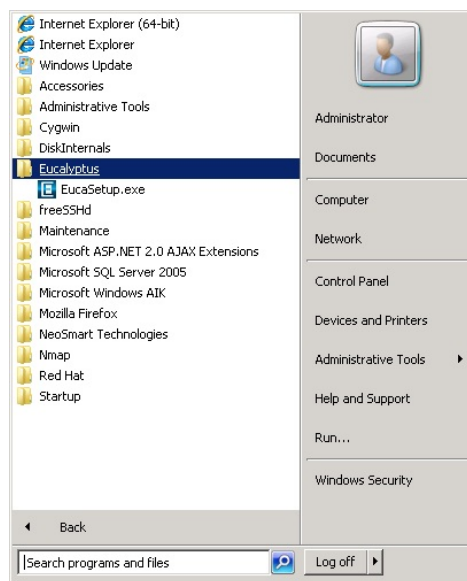 Internet Explorer (64-bit)
Internet Explorer
Windows Update
Accessories
Administrative Tools
Cygwin
DiskInternals
Eucalyptus
EucaSetup.exe
freeSSHd
Maintenance
Microsoft ASP.NET 2.0 AJAX Extensions
Microsoft SQL Server 2005
Microsoft Windows AIK
Mozilla Firefox
NeoSmart Technologies
Nmap
Red Hat
Startup
Back
Search programs and files
Administrator
Documents
Computer
Network
Control Panel
Devices and Printers
Administrative Tools
Help and Support
Run...
Windows Security
Log off